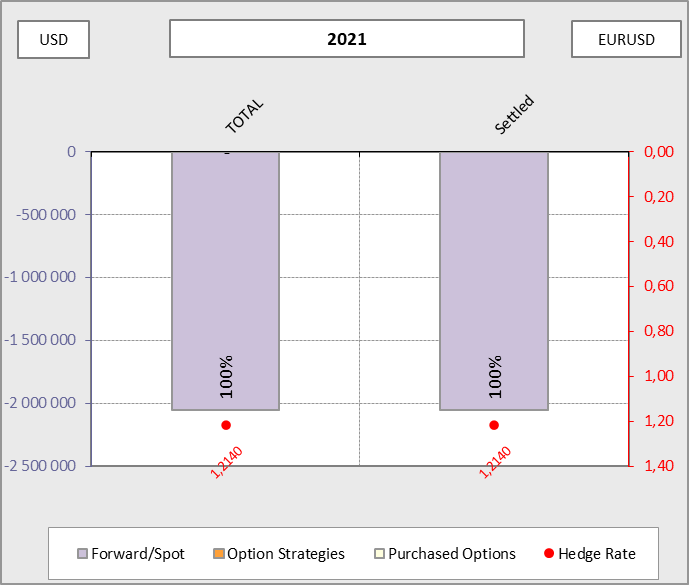 USD
2021
EURUSD
TOTAL
Settled
0
-500 000
-1 000 000
-1 500 000
-2 000 000
-2 500 000
0,00
0,20
0,40
0,60
0,80
1,00
1,20
1,40
100%
100%
1,2140
1,2140
Forward/Spot
Option Strategies
Purchased Options
Hedge Rate